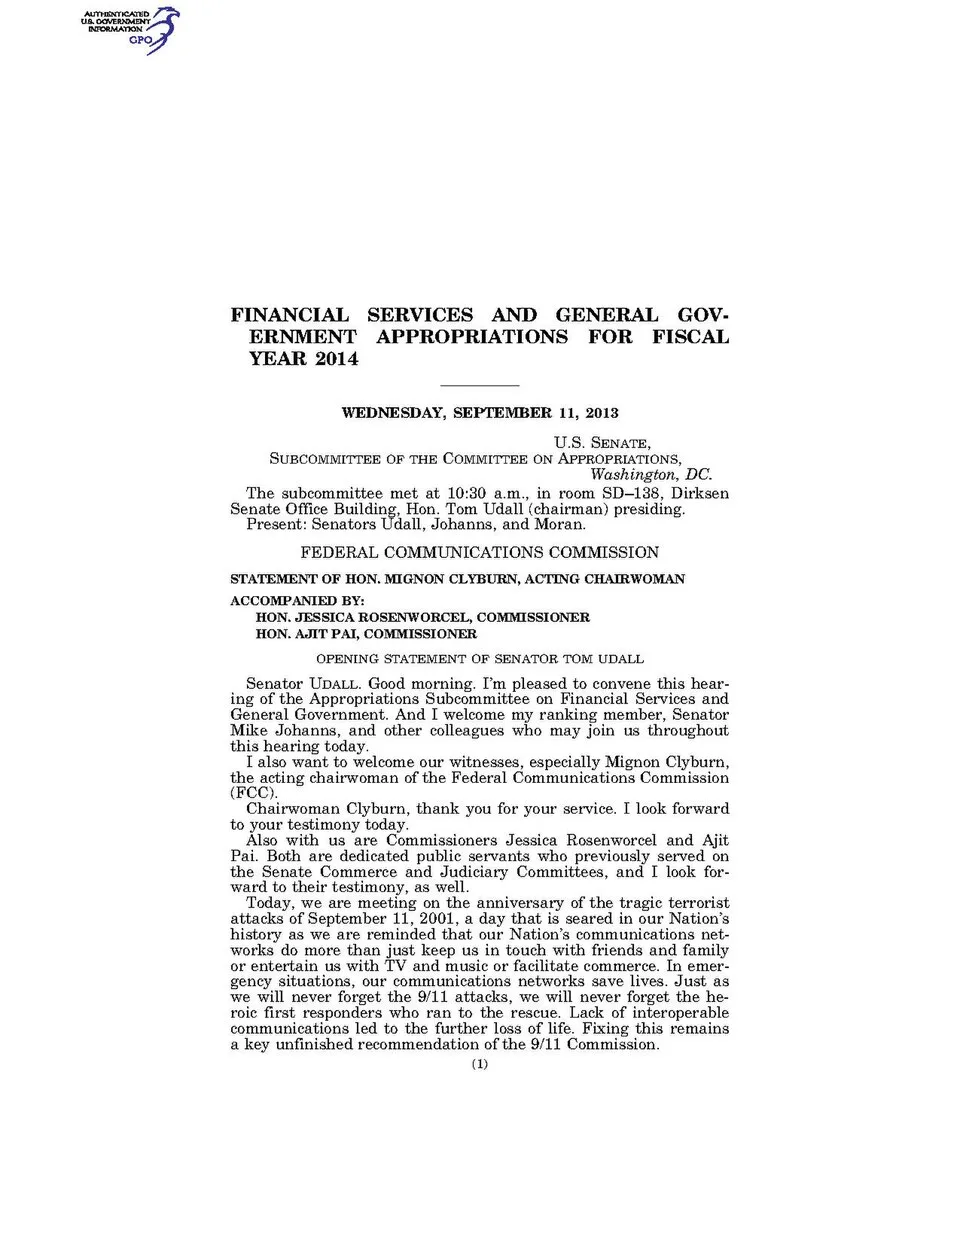 AUTHENTICATED
U.S. GOVERNMENT
INFORMATION
GPO
FINANCIAL SERVICES AND GENERAL GOV-
ERNMENT APPROPRIATIONS FOR FISCAL
YEAR 2014
WEDNESDAY, SEPTEMBER 11, 2013
U.S. SENATE,
SUBCOMMITTEE OF THE COMMITTEE ON APPROPRIATIONS,
Washington, DC.
The subcommittee met at 10:30 a.m., in room SD–138, Dirksen
Senate Office Building, Hon. Tom Udall (chairman) presiding.
Present: Senators Udall, Johanns, and Moran.
FEDERAL COMMUNICATIONS COMMISSION
STATEMENT OF HON. MIGNON CLYBURN, ACTING CHAIRWOMAN
ACCOMPANIED BY:
HON. JESSICA ROSENWORCEL, COMMISSIONER
HON. AJIT PAI, COMMISSIONER
OPENING STATEMENT OF SENATOR TOM UDALL
Senator UDALL. Good morning. I'm pleased to convene this hear-
ing of the Appropriations Subcommittee on Financial Services and
General Government. And I welcome my ranking member, Senator
Mike Johanns, and other colleagues who may join us throughout
this hearing today.
I also want to welcome our witnesses, especially Mignon Clyburn,
the acting chairwoman of the Federal Communications Commission
(FCC).
Chairwoman Clyburn, thank you for your service. I look forward
to your testimony today.
Also with us are Commissioners Jessica Rosenworcel and Ajit
Pai. Both are dedicated public servants who previously served on
the Senate Commerce and Judiciary Committees, and I look for-
ward to their testimony, as well.
Today, we are meeting on the anniversary of the tragic terrorist
attacks of September 11, 2001, a day that is seared in our Nation's
history as we are reminded that our Nation's communications net-
works do more than just keep us in touch with friends and family
or entertain us with TV and music or facilitate commerce. In emer-
gency situations, our communications networks save lives. Just as
we will never forget the 9/11 attacks, we will never forget the he-
roic first responders who ran to the rescue. Lack of interoperable
communications led to the further loss of life. Fixing this remains
a key unfinished recommendation of the 9/11 Commission.
(1)